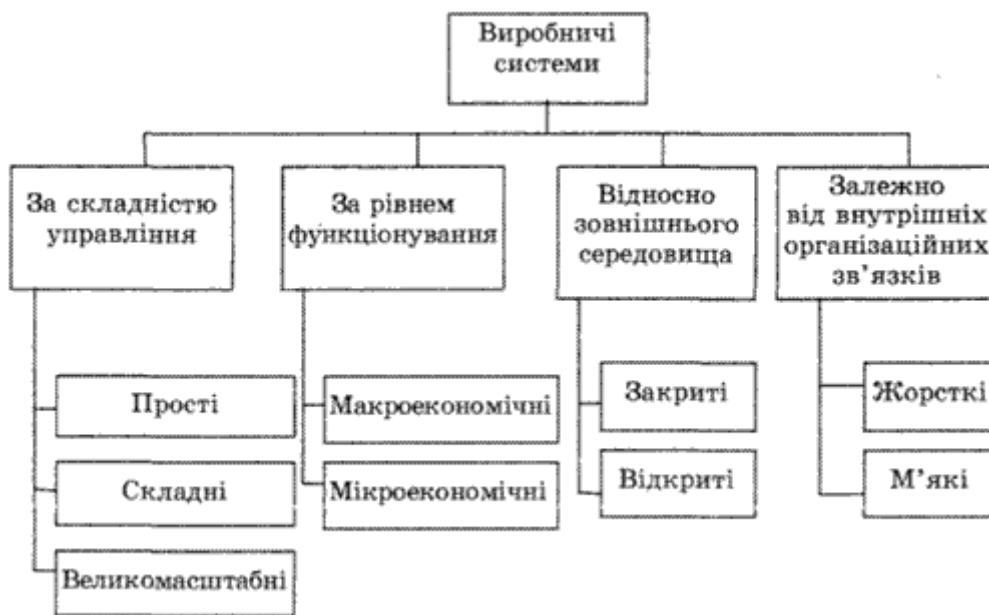 Виробничі
системи
За складністю
управління
За рівнем
функціонування
Відносно
зовнішнього
середовища
Залежно
від внутрішніх
організаційних
зв’язків
Прості
Складні
Великомасштабні
Макроекономічні
Мікроекономічні
Закриті
Відкриті
Жорсткі
М’які